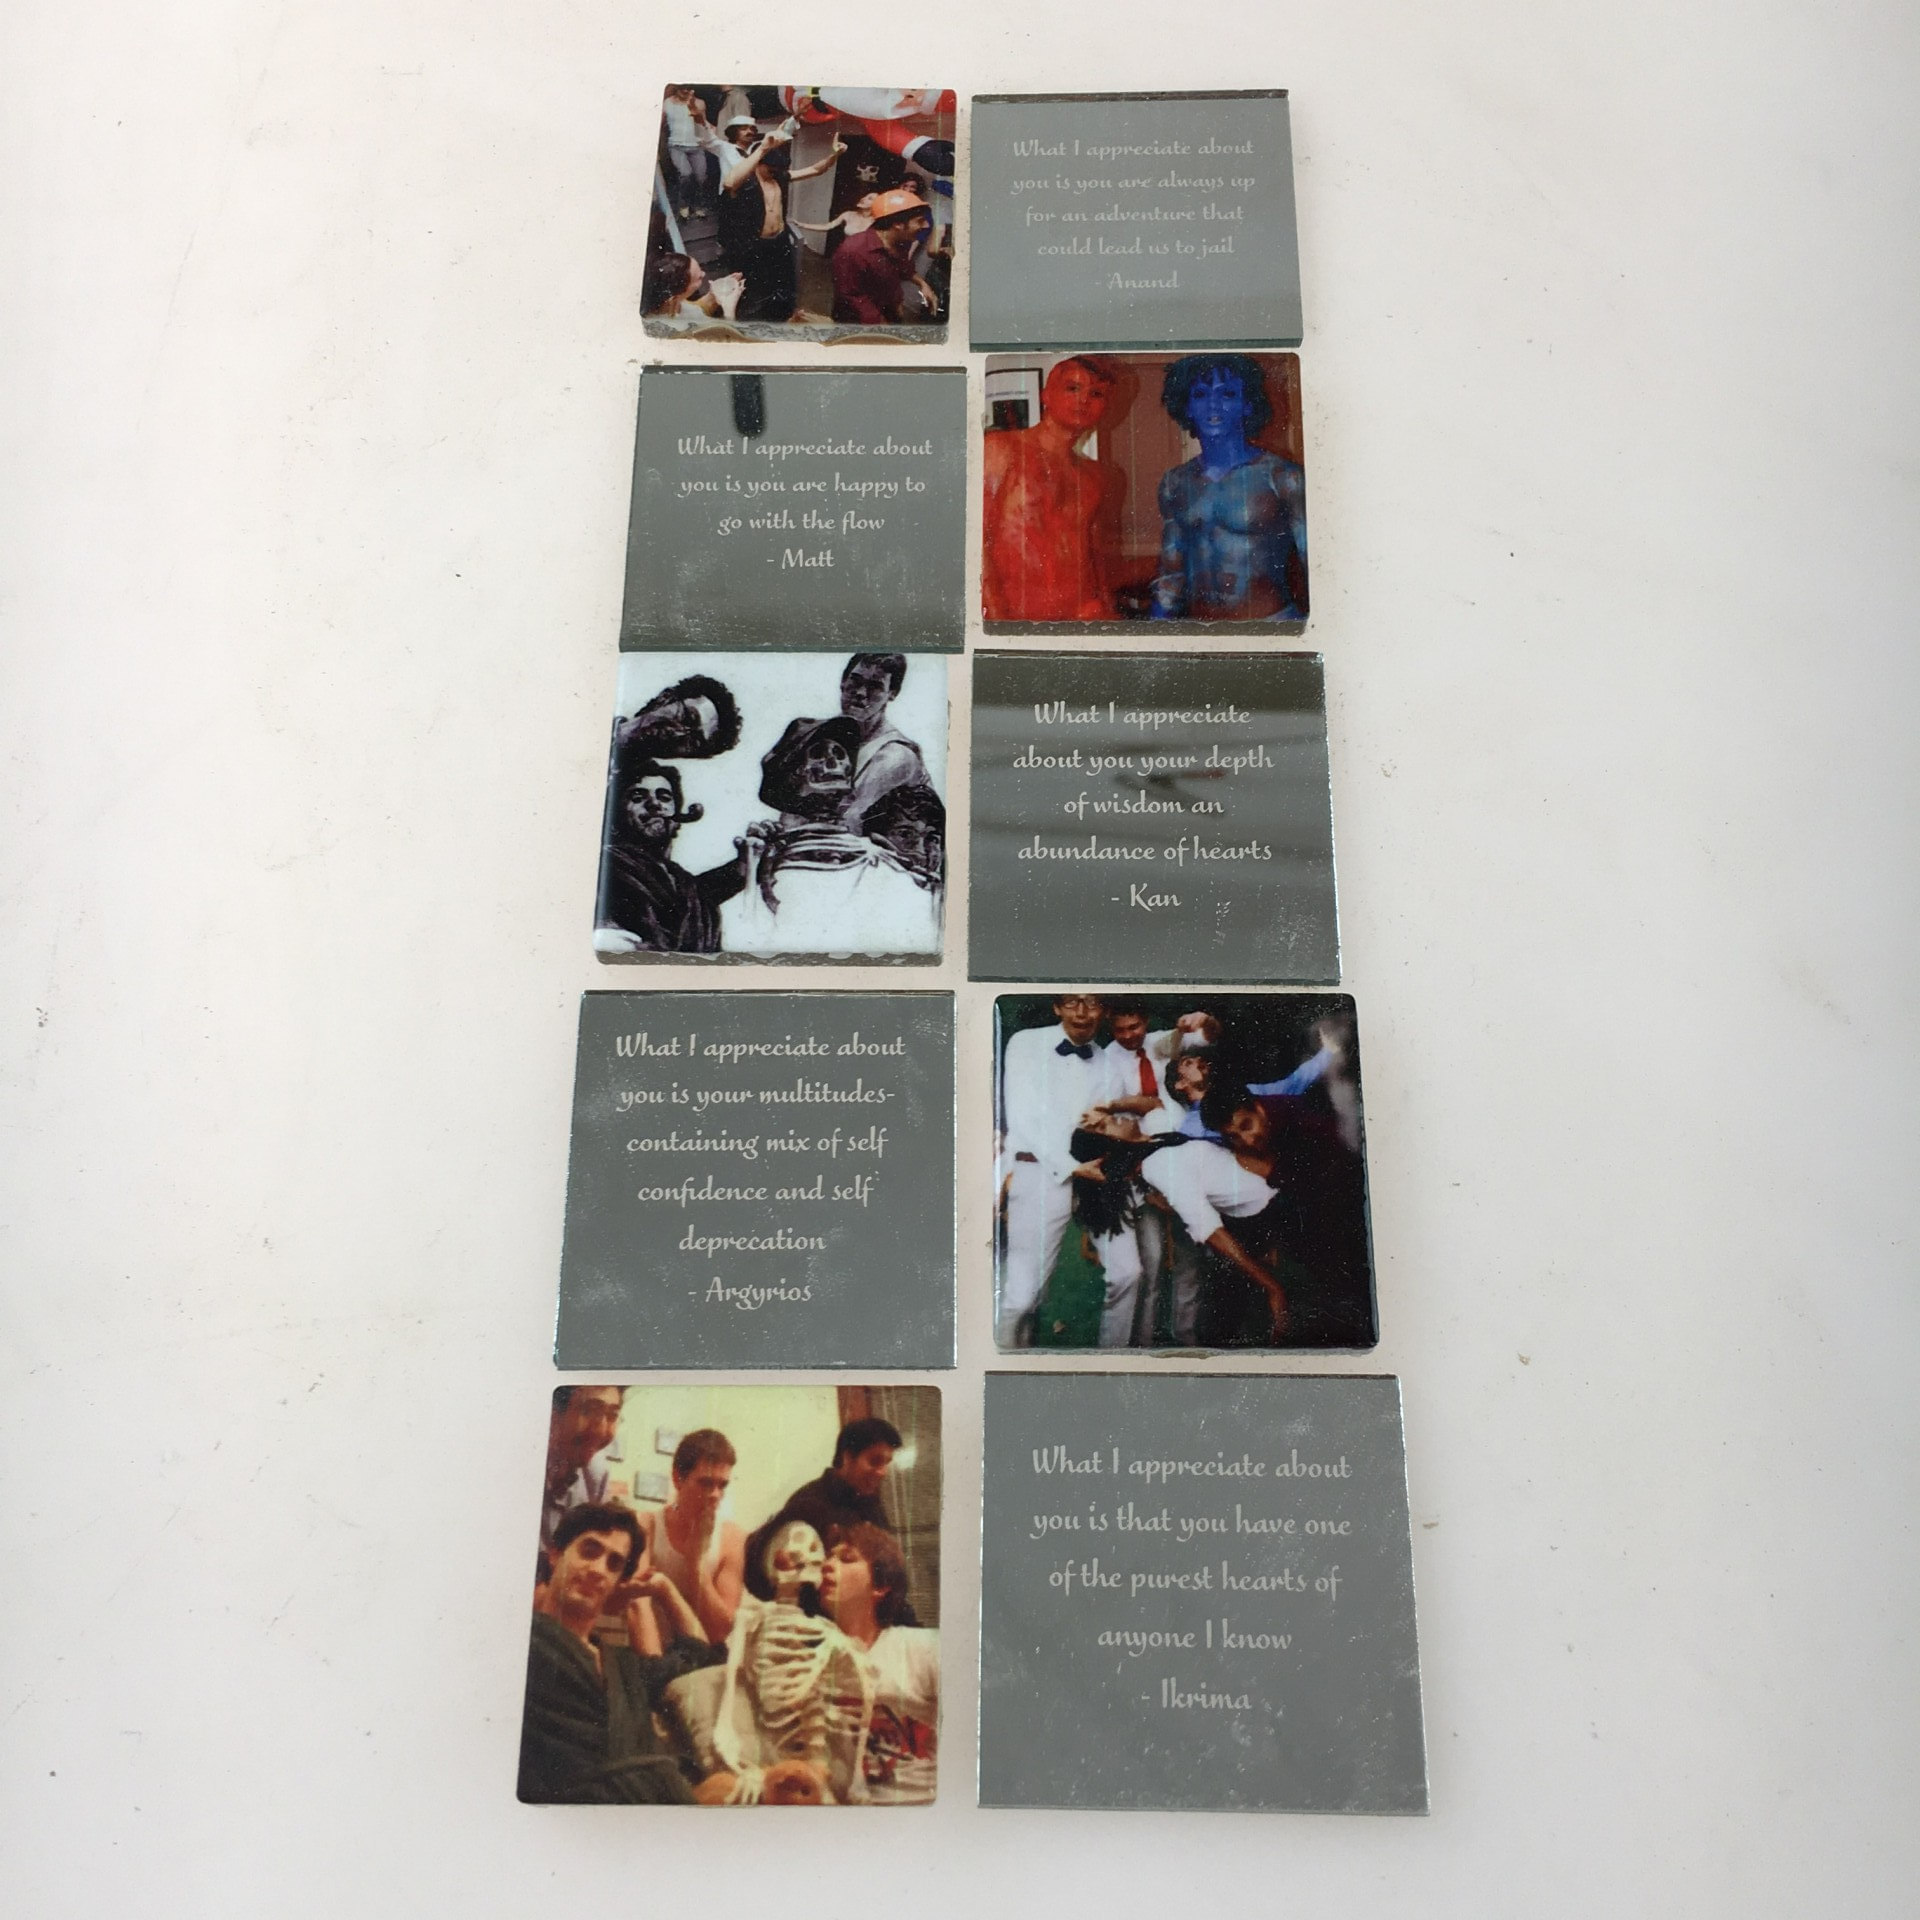 What I appreciate about
you is you are always up
for an adventure that
could lead us to jail
- Anand
What I appreciate about
you is you are happy to
go with the flow
- Matt
What I appreciate
about you your depth
of wisdom an
abundance of hearts
- Kan
What I appreciate about
you is your multitudes-
containing mix of self
confidence and self
deprecation
- Argyrios
What I appreciate about
you is that you have one
of the purest hearts of
anyone I know
- Ikrima